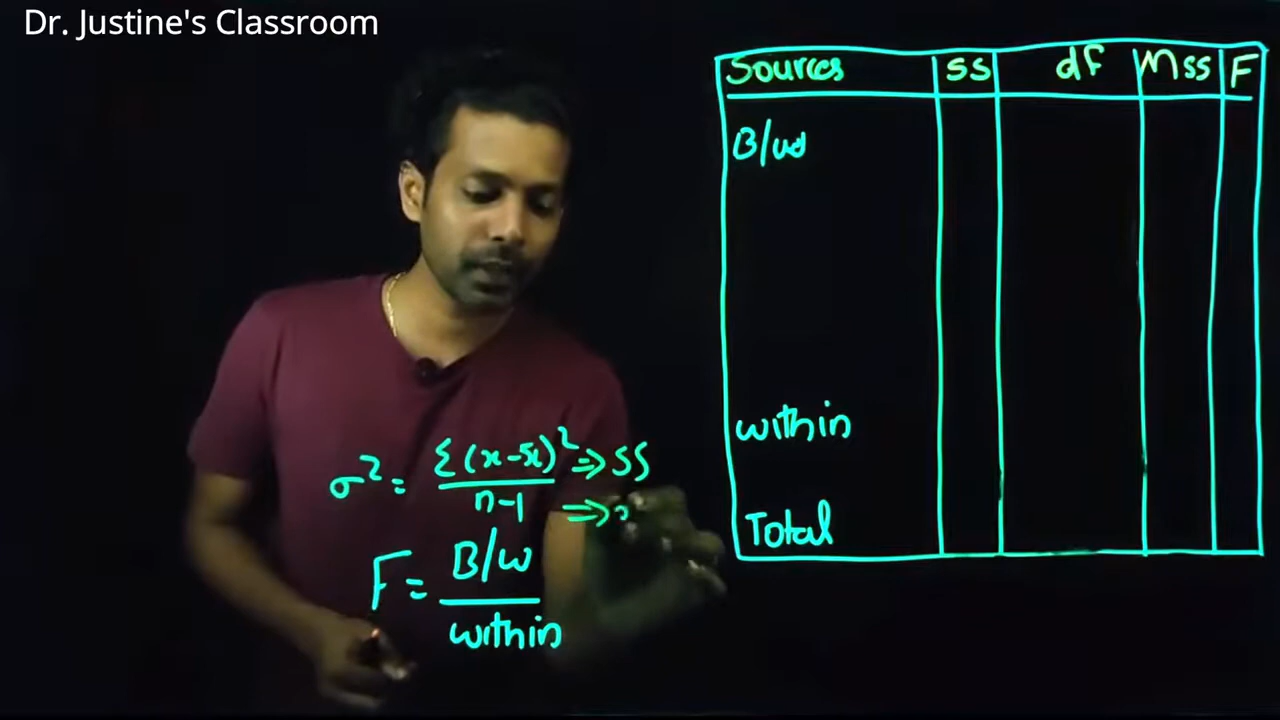 Dr. Justine's Classroom
Sources SS df MSS F
B/w
within
Total
σ² = Σ(x-x̄)² ⇒ SS
n-1 ⇒
F = B/w
within